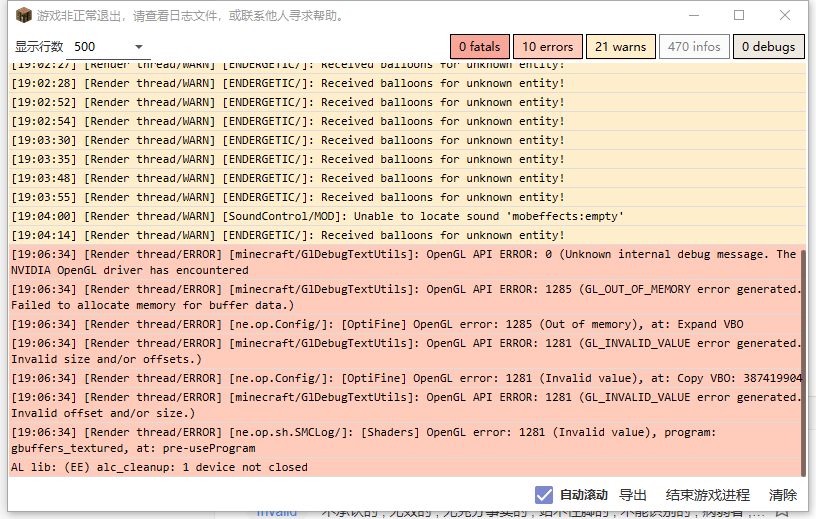 游戏非正常退出，请查看日志文件，或联系他人寻求帮助。
显示行数 500 0 fatals 10 errors 21 warns 470 infos 0 debugs
[19:02:27] [Render thread/WARN] [ENDERGETIC/]: Received balloons for unknown entity!
[19:02:28] [Render thread/WARN] [ENDERGETIC/]: Received balloons for unknown entity!
[19:02:52] [Render thread/WARN] [ENDERGETIC/]: Received balloons for unknown entity!
[19:02:54] [Render thread/WARN] [ENDERGETIC/]: Received balloons for unknown entity!
[19:03:30] [Render thread/WARN] [ENDERGETIC/]: Received balloons for unknown entity!
[19:03:35] [Render thread/WARN] [ENDERGETIC/]: Received balloons for unknown entity!
[19:03:48] [Render thread/WARN] [ENDERGETIC/]: Received balloons for unknown entity!
[19:03:55] [Render thread/WARN] [ENDERGETIC/]: Received balloons for unknown entity!
[19:04:00] [Render thread/WARN] [SoundControl/MOD]: Unable to locate sound 'mobeffects:empty'
[19:04:14] [Render thread/WARN] [ENDERGETIC/]: Received balloons for unknown entity!
[19:06:34] [Render thread/ERROR] [minecraft/GlDebugTextUtils]: OpenGL API ERROR: 0 (Unknown internal debug message. The
NVIDIA OpenGL driver has encountered
[19:06:34] [Render thread/ERROR] [minecraft/GlDebugTextUtils]: OpenGL API ERROR: 1285 (GL_OUT_OF_MEMORY error generated.
Failed to allocate memory for buffer data.)
[19:06:34] [Render thread/ERROR] [ne.op.Config/]: [OptiFine] OpenGL error: 1285 (Out of memory), at: Expand VBO
[19:06:34] [Render thread/ERROR] [minecraft/GlDebugTextUtils]: OpenGL API ERROR: 1281 (GL_INVALID_VALUE error generated.
Invalid size and/or offsets.)
[19:06:34] [Render thread/ERROR] [ne.op.Config/]: [OptiFine] OpenGL error: 1281 (Invalid value), at: Copy VBO: 387419904
[19:06:34] [Render thread/ERROR] [minecraft/GlDebugTextUtils]: OpenGL API ERROR: 1281 (GL_INVALID_VALUE error generated.
Invalid offset and/or size.)
[19:06:34] [Render thread/ERROR] [ne.op.sh.SMCLog/]: [Shaders] OpenGL error: 1281 (Invalid value), program:
gbuffers_textured, at: pre-useProgram
AL lib: (EE) alc_cleanup: 1 device not closed
自动滚动 导出 结束游戏进程 清除